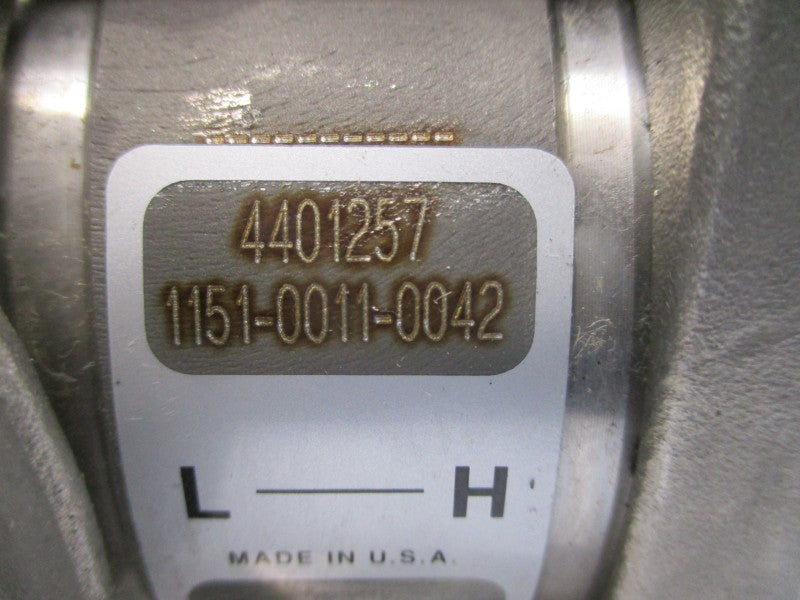 4401257
1151-0011-0042
L — H
MADE IN U.S.A.